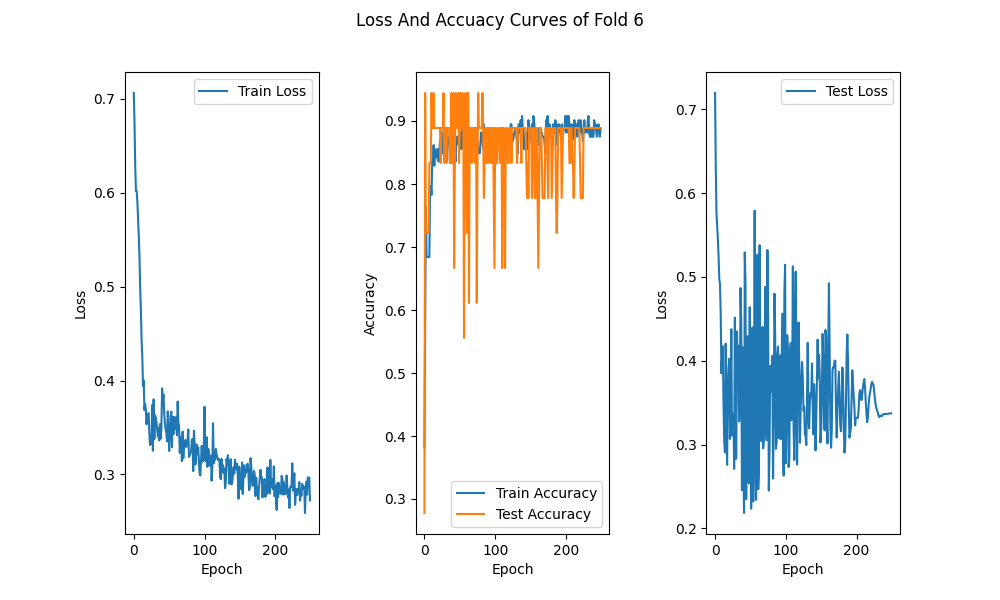 Loss And Accuacy Curves of Fold 6
Train Loss
0.7
0.6
0.5
0.4
0.3
Loss
0
100
200
Epoch
0.9
0.8
0.7
0.6
0.5
0.4
0.3
Accuracy
Train Accuracy
Test Accuracy
0
100
200
Epoch
Test Loss
0.7
0.6
0.5
0.4
0.3
0.2
Loss
0
100
200
Epoch